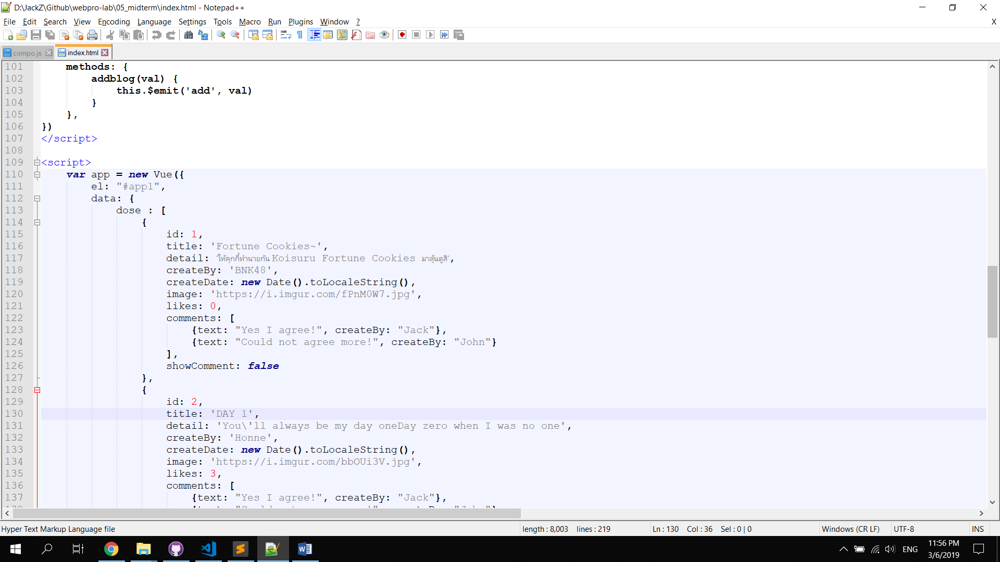 D:\JackZ\Github\webpro-lab\05_midterm\index.html - Notepad++
File Edit Search View Encoding Language Settings Tools Macro Run Plugins Window ? X
compo.js index.html
101 methods: {
102 addblog(val) {
103 this.$emit('add', val)
104 }
105 },
106 })
107 </script>
108
109 <script>
110 var app = new Vue({
111 el: "#app1",
112 data: {
113 dose : [
114 {
115 id: 1,
116 title: 'Fortune Cookies~',
117 detail: 'ให้คุกกี้ทำนายกัน Koisuru Fortune Cookies มาลุ้นดูสิ',
118 createBy: 'BNK48',
119 createDate: new Date().toLocaleString(),
120 image: 'https://i.imgur.com/fPnM0W7.jpg',
121 likes: 0,
122 comments: [
123 {text: "Yes I agree!", createBy: "Jack"},
124 {text: "Could not agree more!", createBy: "John"}
125 ],
126 showComment: false
127 },
128 {
129 id: 2,
130 title: 'DAY 1',
131 detail: 'You\'ll always be my day oneDay zero when I was no one',
132 createBy: 'Honne',
133 createDate: new Date().toLocaleString(),
134 image: 'https://i.imgur.com/bbOUi3V.jpg',
135 likes: 3,
136 comments: [
137 {text: "Yes I agree!", createBy: "Jack"},
Hyper Text Markup Language file length : 8,003 lines : 219 Ln : 130 Col : 36 Sel : 0 | 0 Windows (CR LF) UTF-8 INS
ENG 11:56 PM
3/6/2019